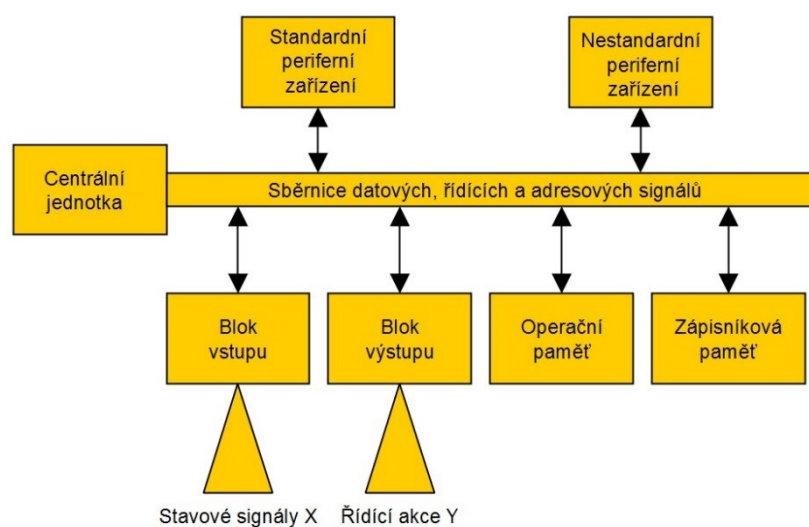 Standardní
periferní
zařízení
Nestandardní
periferní
zařízení
Centrální
jednotka
Sběrnice datových, řídících a adresových signálů
Blok
vstupu
Blok
výstupu
Operační
paměť
Zápisníková
paměť
Stavové signály X
Řídící akce Y